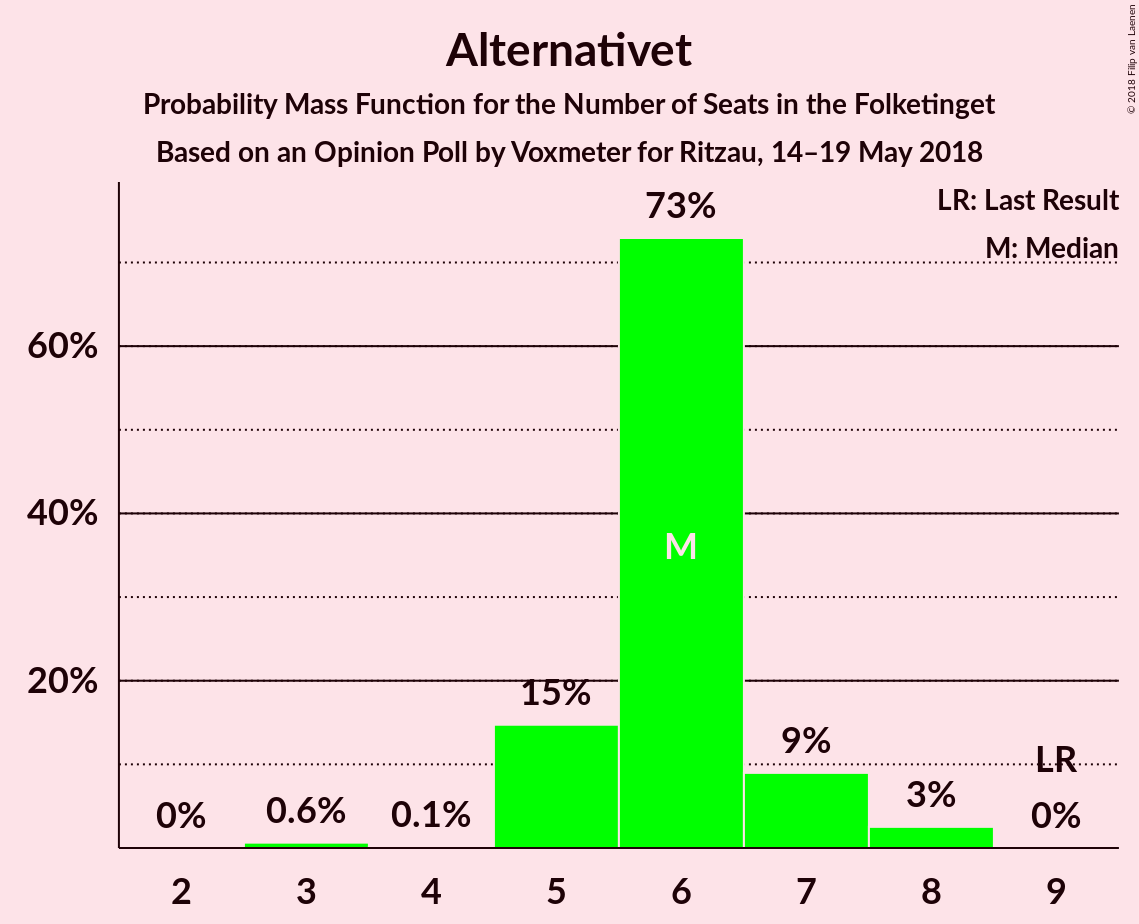 Alternativet
Probability Mass Function for the Number of Seats in the Folketinget
Based on an Opinion Poll by Voxmeter for Ritzau, 14–19 May 2018
© 2018 Filip van Laenen
LR: Last Result
M: Median
60%
40%
20%
0%
0.6%
0.1%
15%
73%
M
9%
3%
LR
0%
2 3 4 5 6 7 8 9